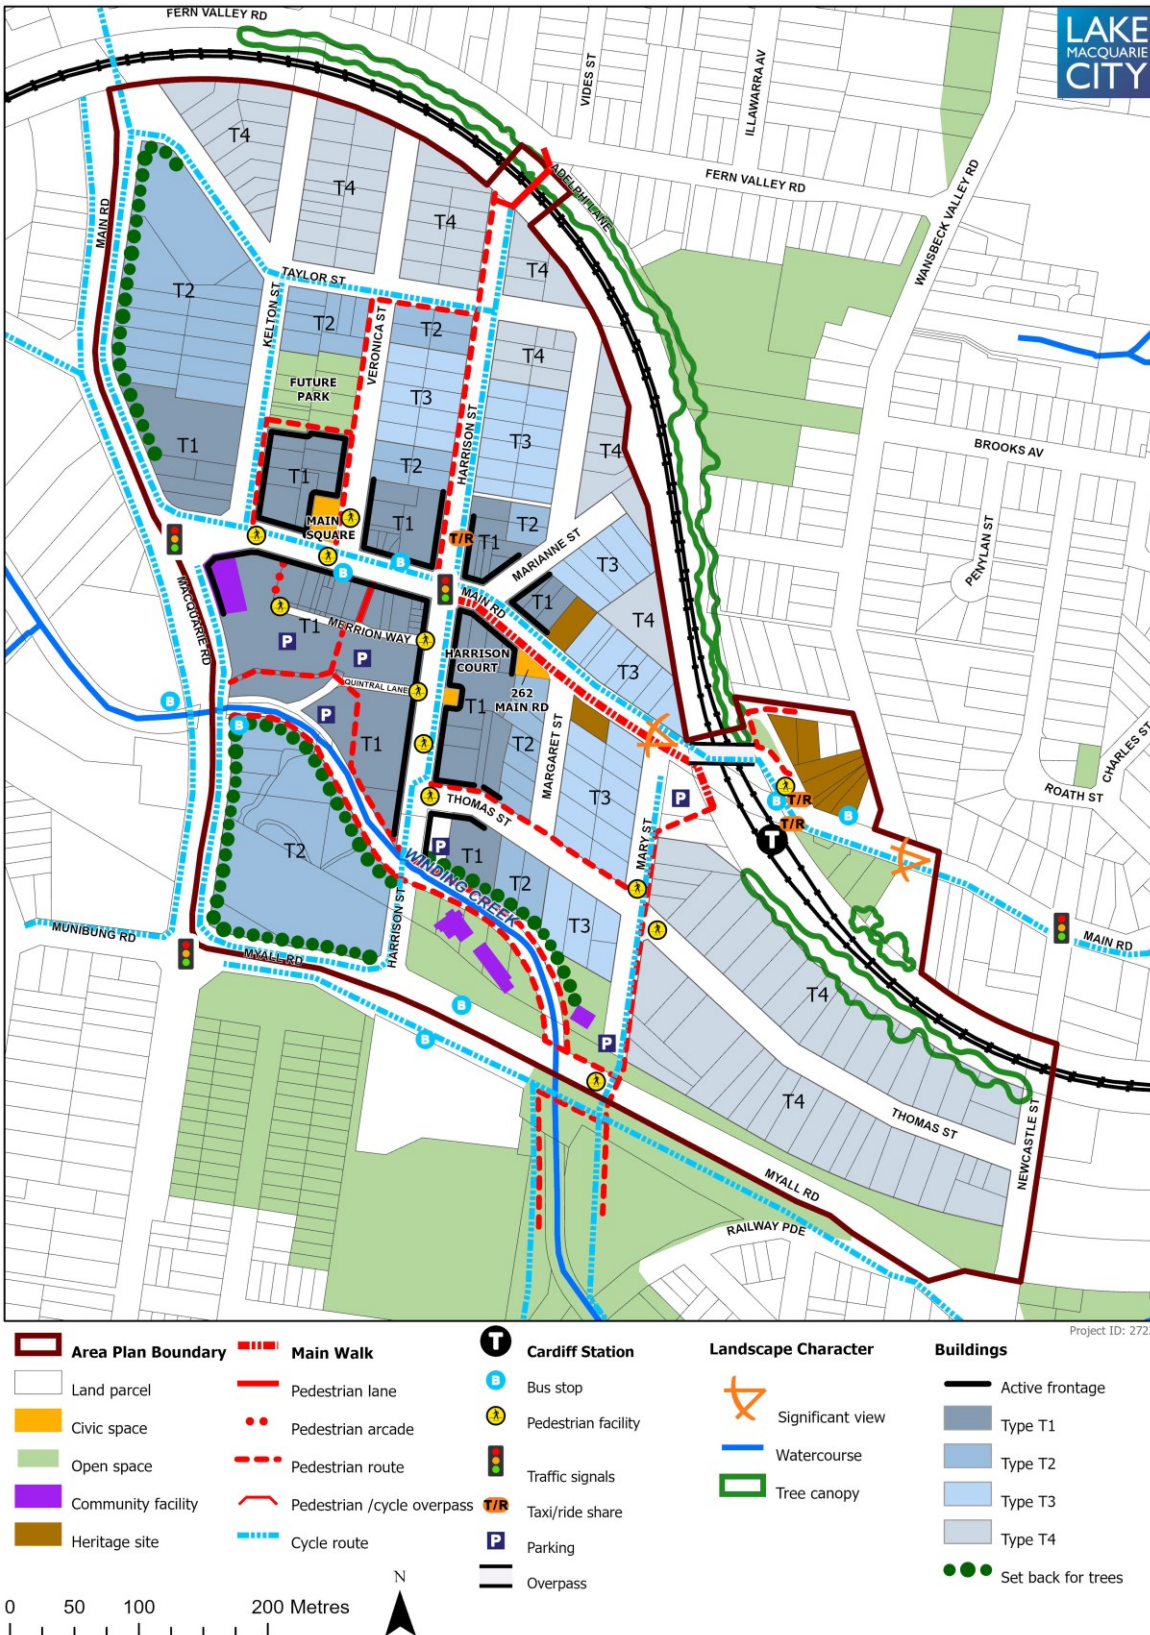 FERN VALLEY RD
LAKE
MACQUARIE
CITY
VIDES ST
ILLAWARRA AV
T4
T4
ADELPHI LANE
FERN VALLEY RD
WANSBECK VALLEY RD
MAIN RD
T4
T4
TAYLOR ST
T2
KELTON ST
T2
VERONICA ST
T2
T4
FUTURE
PARK
T3
HARRISON ST
T3
T4
BROOKS AV
T1
T1
T2
MAIN
SQUARE
T1
T/R
T1
T2
MARIANNE ST
T3
PENYLAN ST
B
B
MAIN RD
T1
T4
MACQUARIE RD
T1
MERRION WAY
P
P
HARRISON
COURT
T3
QUINTRAL LANE
262
MAIN RD
B
B
P
T1
T1
T2
MARGARET ST
CHARLES ST
ROATH ST
P
T3
B
T/R
B
T/R
T
THOMAS ST
MARY ST
P
T1
T2
T2
WINDING CREEK
T3
MUNIBUNG RD
HARRISON ST
MYALL RD
MAIN RD
T4
B
B
P
T4
THOMAS ST
NEWCASTLE ST
MYALL RD
RAILWAY PDE
Project ID: 272
Area Plan Boundary
Land parcel
Civic space
Open space
Community facility
Heritage site
Main Walk
Pedestrian lane
Pedestrian arcade
Pedestrian route
Pedestrian /cycle overpass
Cycle route
T Cardiff Station
B Bus stop
Pedestrian facility
Traffic signals
T/R Taxi/ride share
P Parking
Overpass
Landscape Character
Significant view
Watercourse
Tree canopy
Buildings
Active frontage
Type T1
Type T2
Type T3
Type T4
Set back for trees
0 50 100 200 Metres
N